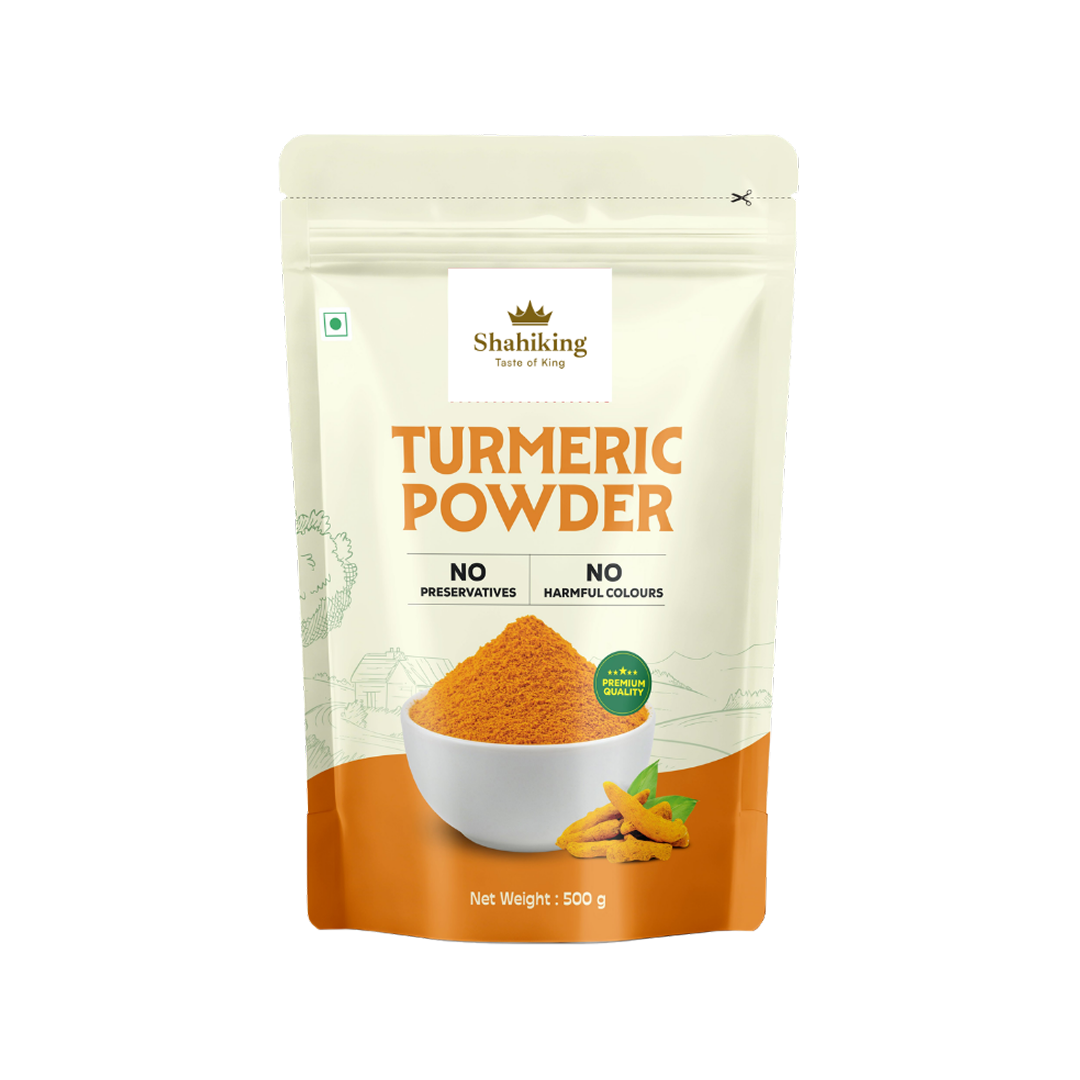 Shahiking
Taste of King
TURMERIC
POWDER
NO
PRESERVATIVES
NO
HARMFUL COLOURS
PREMIUM
QUALITY
Net Weight : 500 g